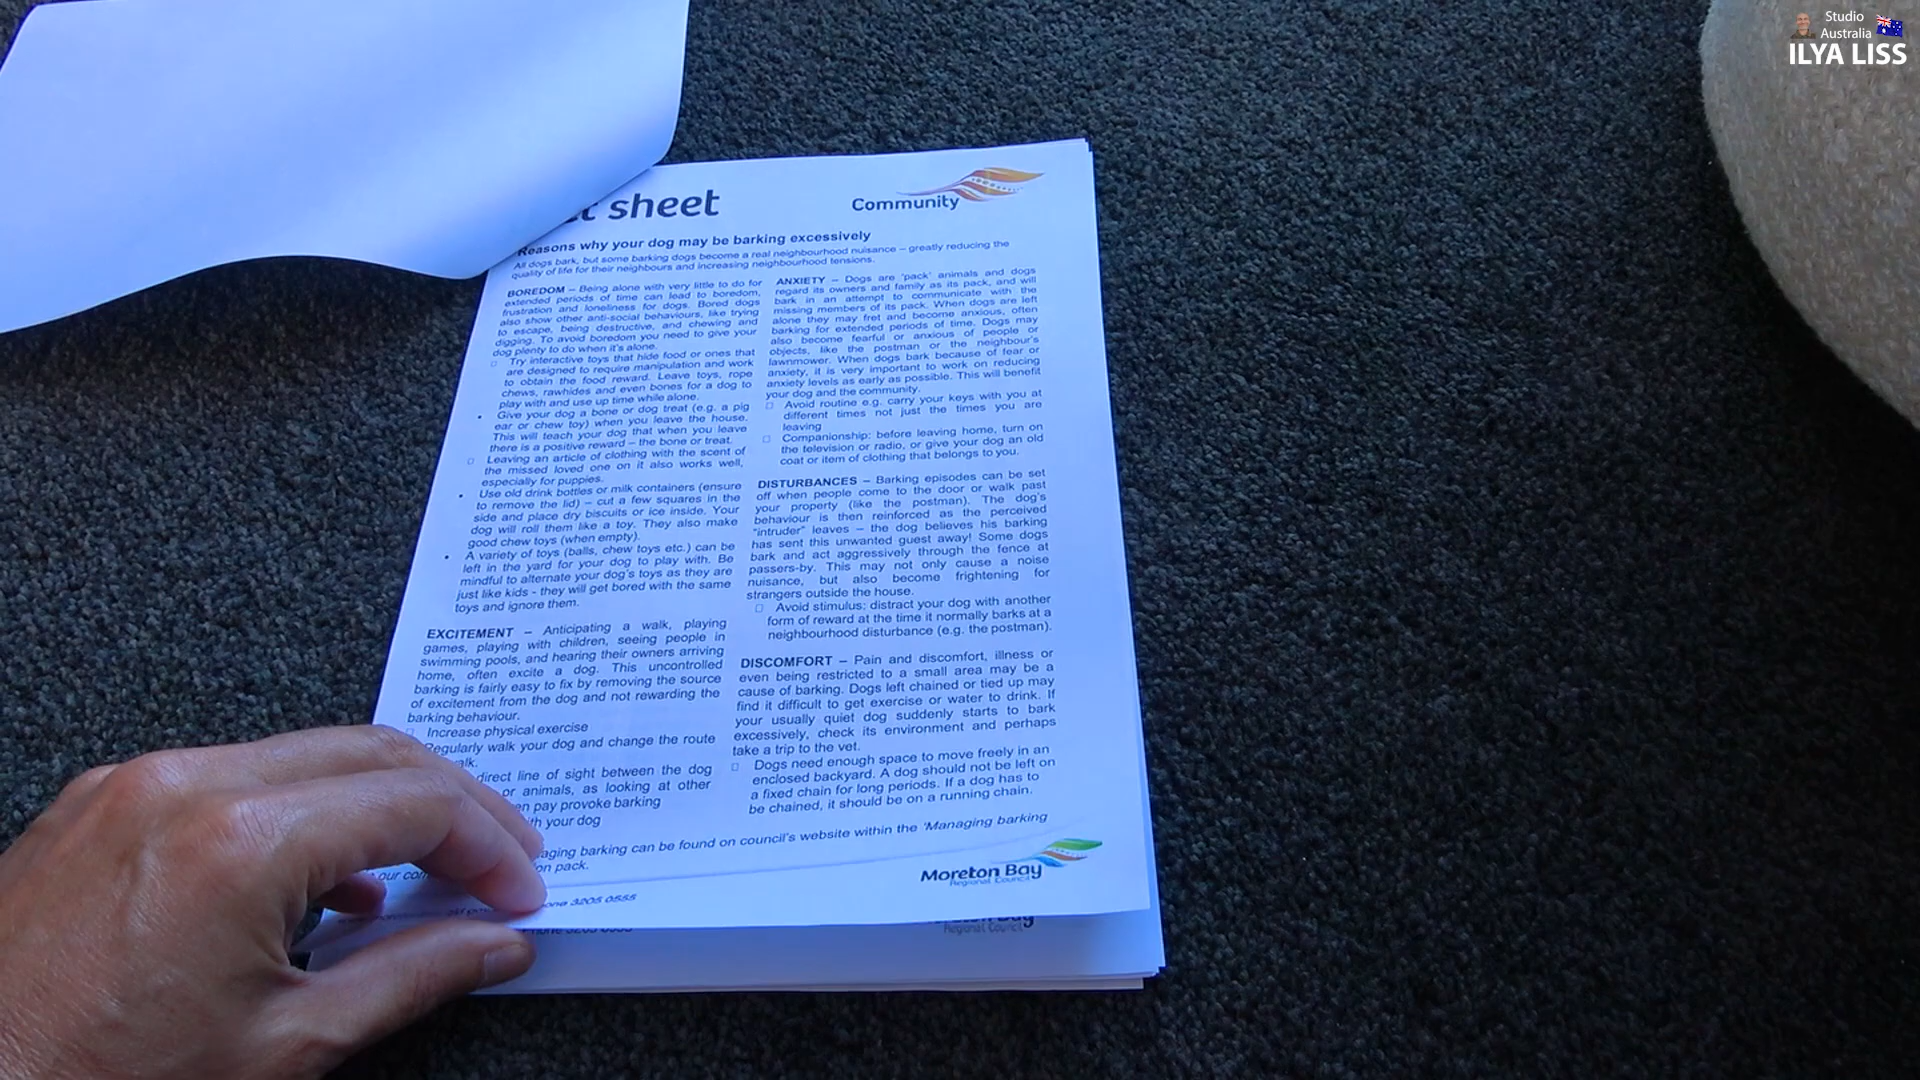 Studio
Australia
ILYA LISS
sheet
Community
Reasons why your dog may be barking excessively
All dogs bark, but some barking dogs become a real neighbourhood nuisance – greatly reducing the
quality of life for their neighbours and increasing neighbourhood tensions.
BOREDOM – Being alone with very little to do for
extended periods of time can lead to boredom,
frustration and loneliness for dogs. Bored dogs
also show other anti-social behaviours, like trying
to escape, being destructive, and chewing and
digging. To avoid boredom you need to give your
dog plenty to do when it's alone.
Try interactive toys that hide food or ones that
are designed to require manipulation and work
to obtain the food reward. Leave toys, rope
chews, rawhides and even bones for a dog to
play with and use up time while alone.
• Give your dog a bone or dog treat (e.g. a pig
ear or chew toy) when you leave the house.
This will teach your dog that when you leave
there is a positive reward – the bone or treat.
Leaving an article of clothing with the scent of
the missed loved one on it also works well,
especially for puppies.
• Use old drink bottles or milk containers (ensure
to remove the lid) – cut a few squares in the
side and place dry biscuits or ice inside. Your
dog will roll them like a toy. They also make
good chew toys (when empty).
• A variety of toys (balls, chew toys etc.) can be
left in the yard for your dog to play with. Be
mindful to alternate your dog's toys as they are
just like kids - they will get bored with the same
toys and ignore them.
EXCITEMENT – Anticipating a walk, playing
games, playing with children, seeing people in
swimming pools, and hearing their owners arriving
home, often excite a dog. This uncontrolled
barking is fairly easy to fix by removing the source
of excitement from the dog and not rewarding the
barking behaviour.
Increase physical exercise
Regularly walk your dog and change the route
direct line of sight between the dog
or animals, as looking at other
pay provoke barking
your dog
ANXIETY – Dogs are 'pack' animals and dogs
regard its owners and family as its pack, and will
bark in an attempt to communicate with the
missing members of its pack. When dogs are left
alone they may fret and become anxious, often
barking for extended periods of time. Dogs may
also become fearful or anxious of people or
objects, like the postman or the neighbour's
lawnmower. When dogs bark because of fear or
anxiety, it is very important to work on reducing
anxiety levels as early as possible. This will benefit
your dog and the community.
Avoid routine e.g. carry your keys with you at
different times not just the times you are
leaving
Companionship: before leaving home, turn on
the television or radio, or give your dog an old
coat or item of clothing that belongs to you.
DISTURBANCES – Barking episodes can be set
off when people come to the door or walk past
your property (like the postman). The dog's
behaviour is then reinforced as the perceived
"intruder" leaves – the dog believes his barking
has sent this unwanted guest away! Some dogs
bark and act aggressively through the fence at
passers-by. This may not only cause a noise
nuisance, but also become frightening for
strangers outside the house.
Avoid stimulus: distract your dog with another
form of reward at the time it normally barks at a
neighbourhood disturbance (e.g. the postman).
DISCOMFORT – Pain and discomfort, illness or
even being restricted to a small area may be a
cause of barking. Dogs left chained or tied up may
find it difficult to get exercise or water to drink. If
your usually quiet dog suddenly starts to bark
excessively, check its environment and perhaps
take a trip to the vet.
Dogs need enough space to move freely in an
enclosed backyard. A dog should not be left on
a fixed chain for long periods. If a dog has to
be chained, it should be on a running chain.
barking can be found on council's website within the 'Managing barking
pack.
our
Moreton Bay
Regional Council
3205 0555
Regional Council